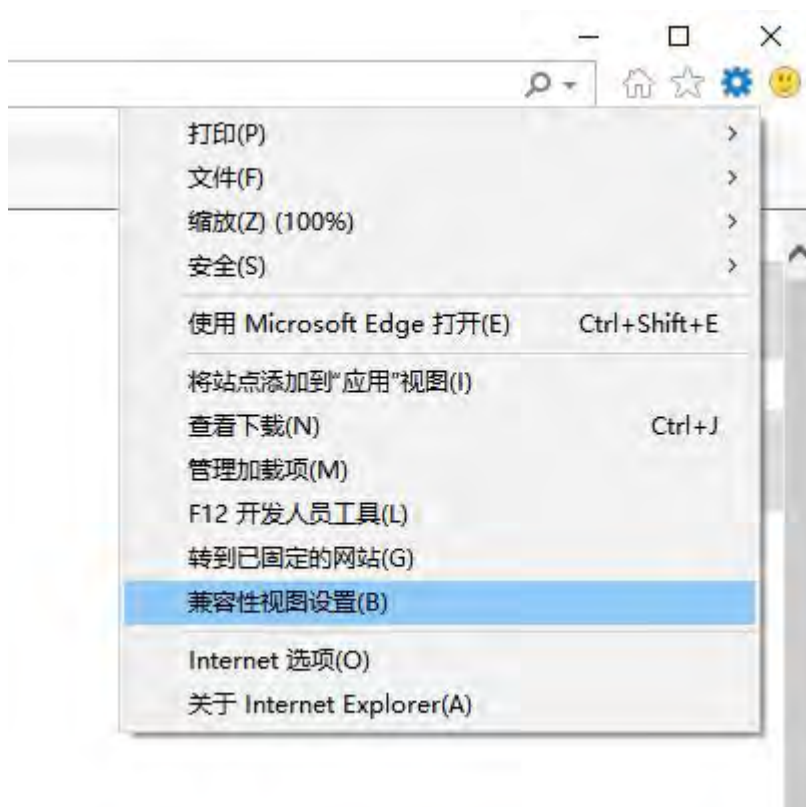 打印(P)
文件(F)
缩放(Z) (100%)
安全(S)
使用 Microsoft Edge 打开(E) Ctrl+Shift+E
将站点添加到“应用”视图(I)
查看下载(N) Ctrl+J
管理加载项(M)
F12 开发人员工具(L)
转到已固定的网站(G)
兼容性视图设置(B)
Internet 选项(O)
关于 Internet Explorer(A)